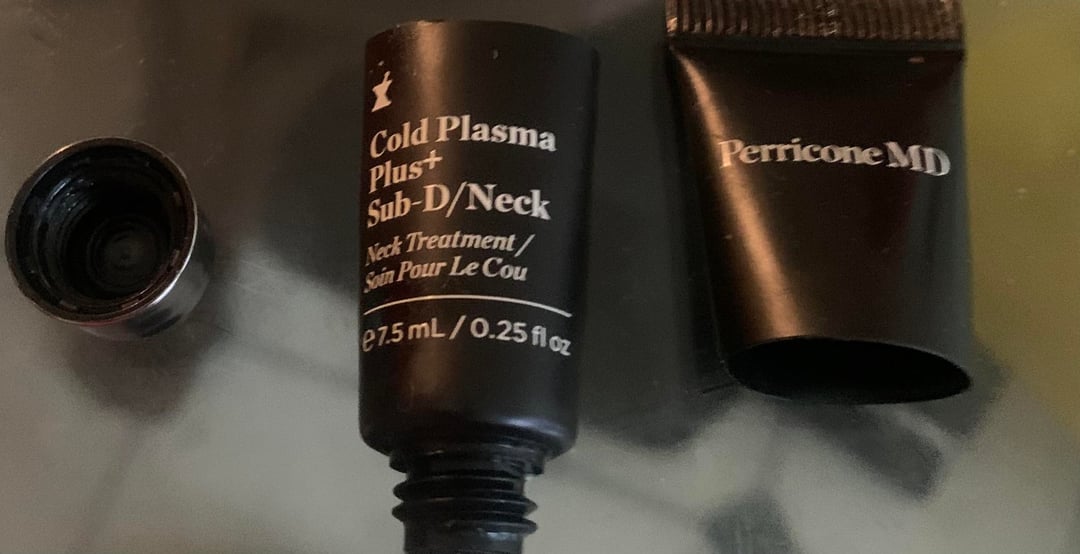 Cold Plasma
Plus+
Sub-D/Neck
Neck Treatment /
Soin Pour Le Cou
e 7.5 mL / 0.25 fl oz
Perricone MD